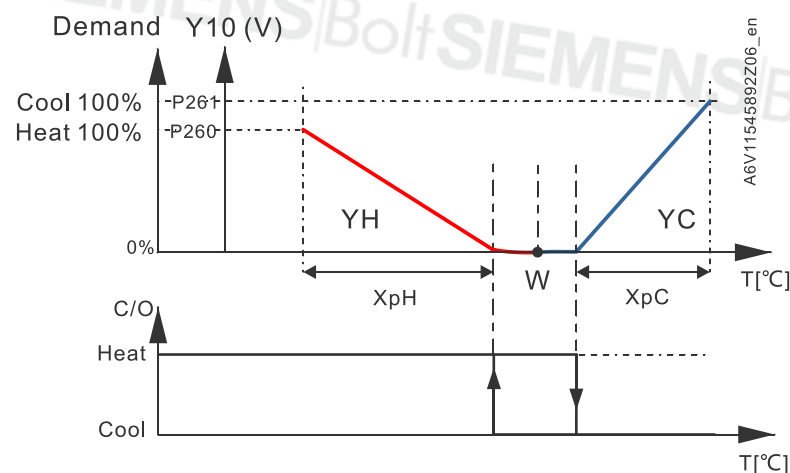 SIEMENS|Bolt SIEMENS|B
A6V11545892Z06_en
Demand Y10 (V)
Cool 100% P261
Heat 100% P260
YH YC
0%
W
T[℃]
XpH XpC
C/O
Heat
Cool
T[℃]